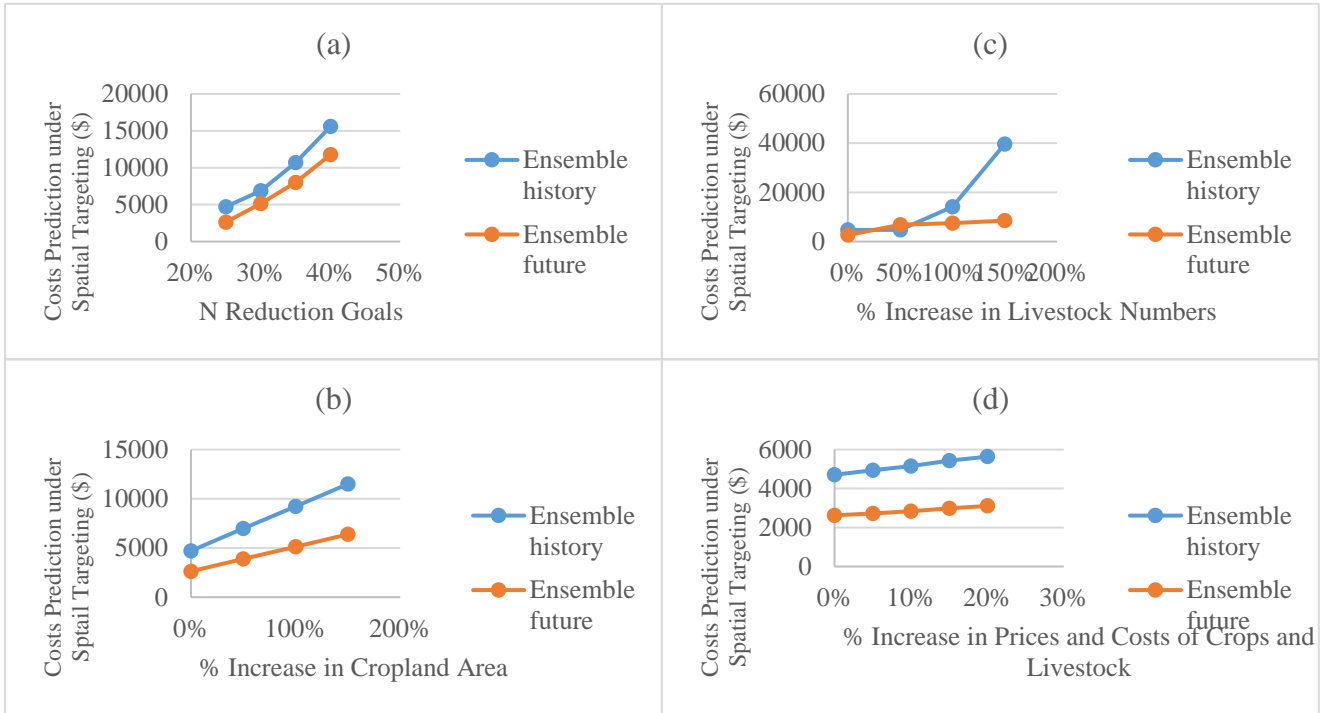 (a)
Costs Prediction under
Spatial Targeting ($)
20000
15000
10000
5000
0
20% 30% 40% 50%
N Reduction Goals
Ensemble
history
Ensemble
future
(c)
Costs Prediction under
Spatial Targeting ($)
60000
40000
20000
0
0% 50% 100% 150% 200%
% Increase in Livestock Numbers
Ensemble
history
Ensemble
future
(b)
Costs Prediction under
Sptail Targeting ($)
15000
10000
5000
0
0% 100% 200%
% Increase in Cropland Area
Ensemble
history
Ensemble
future
(d)
Costs Prediction under
Spatial Targeting ($)
6000
4000
2000
0
0% 10% 20% 30%
% Increase in Prices and Costs of Crops and
Livestock
Ensemble
history
Ensemble
future